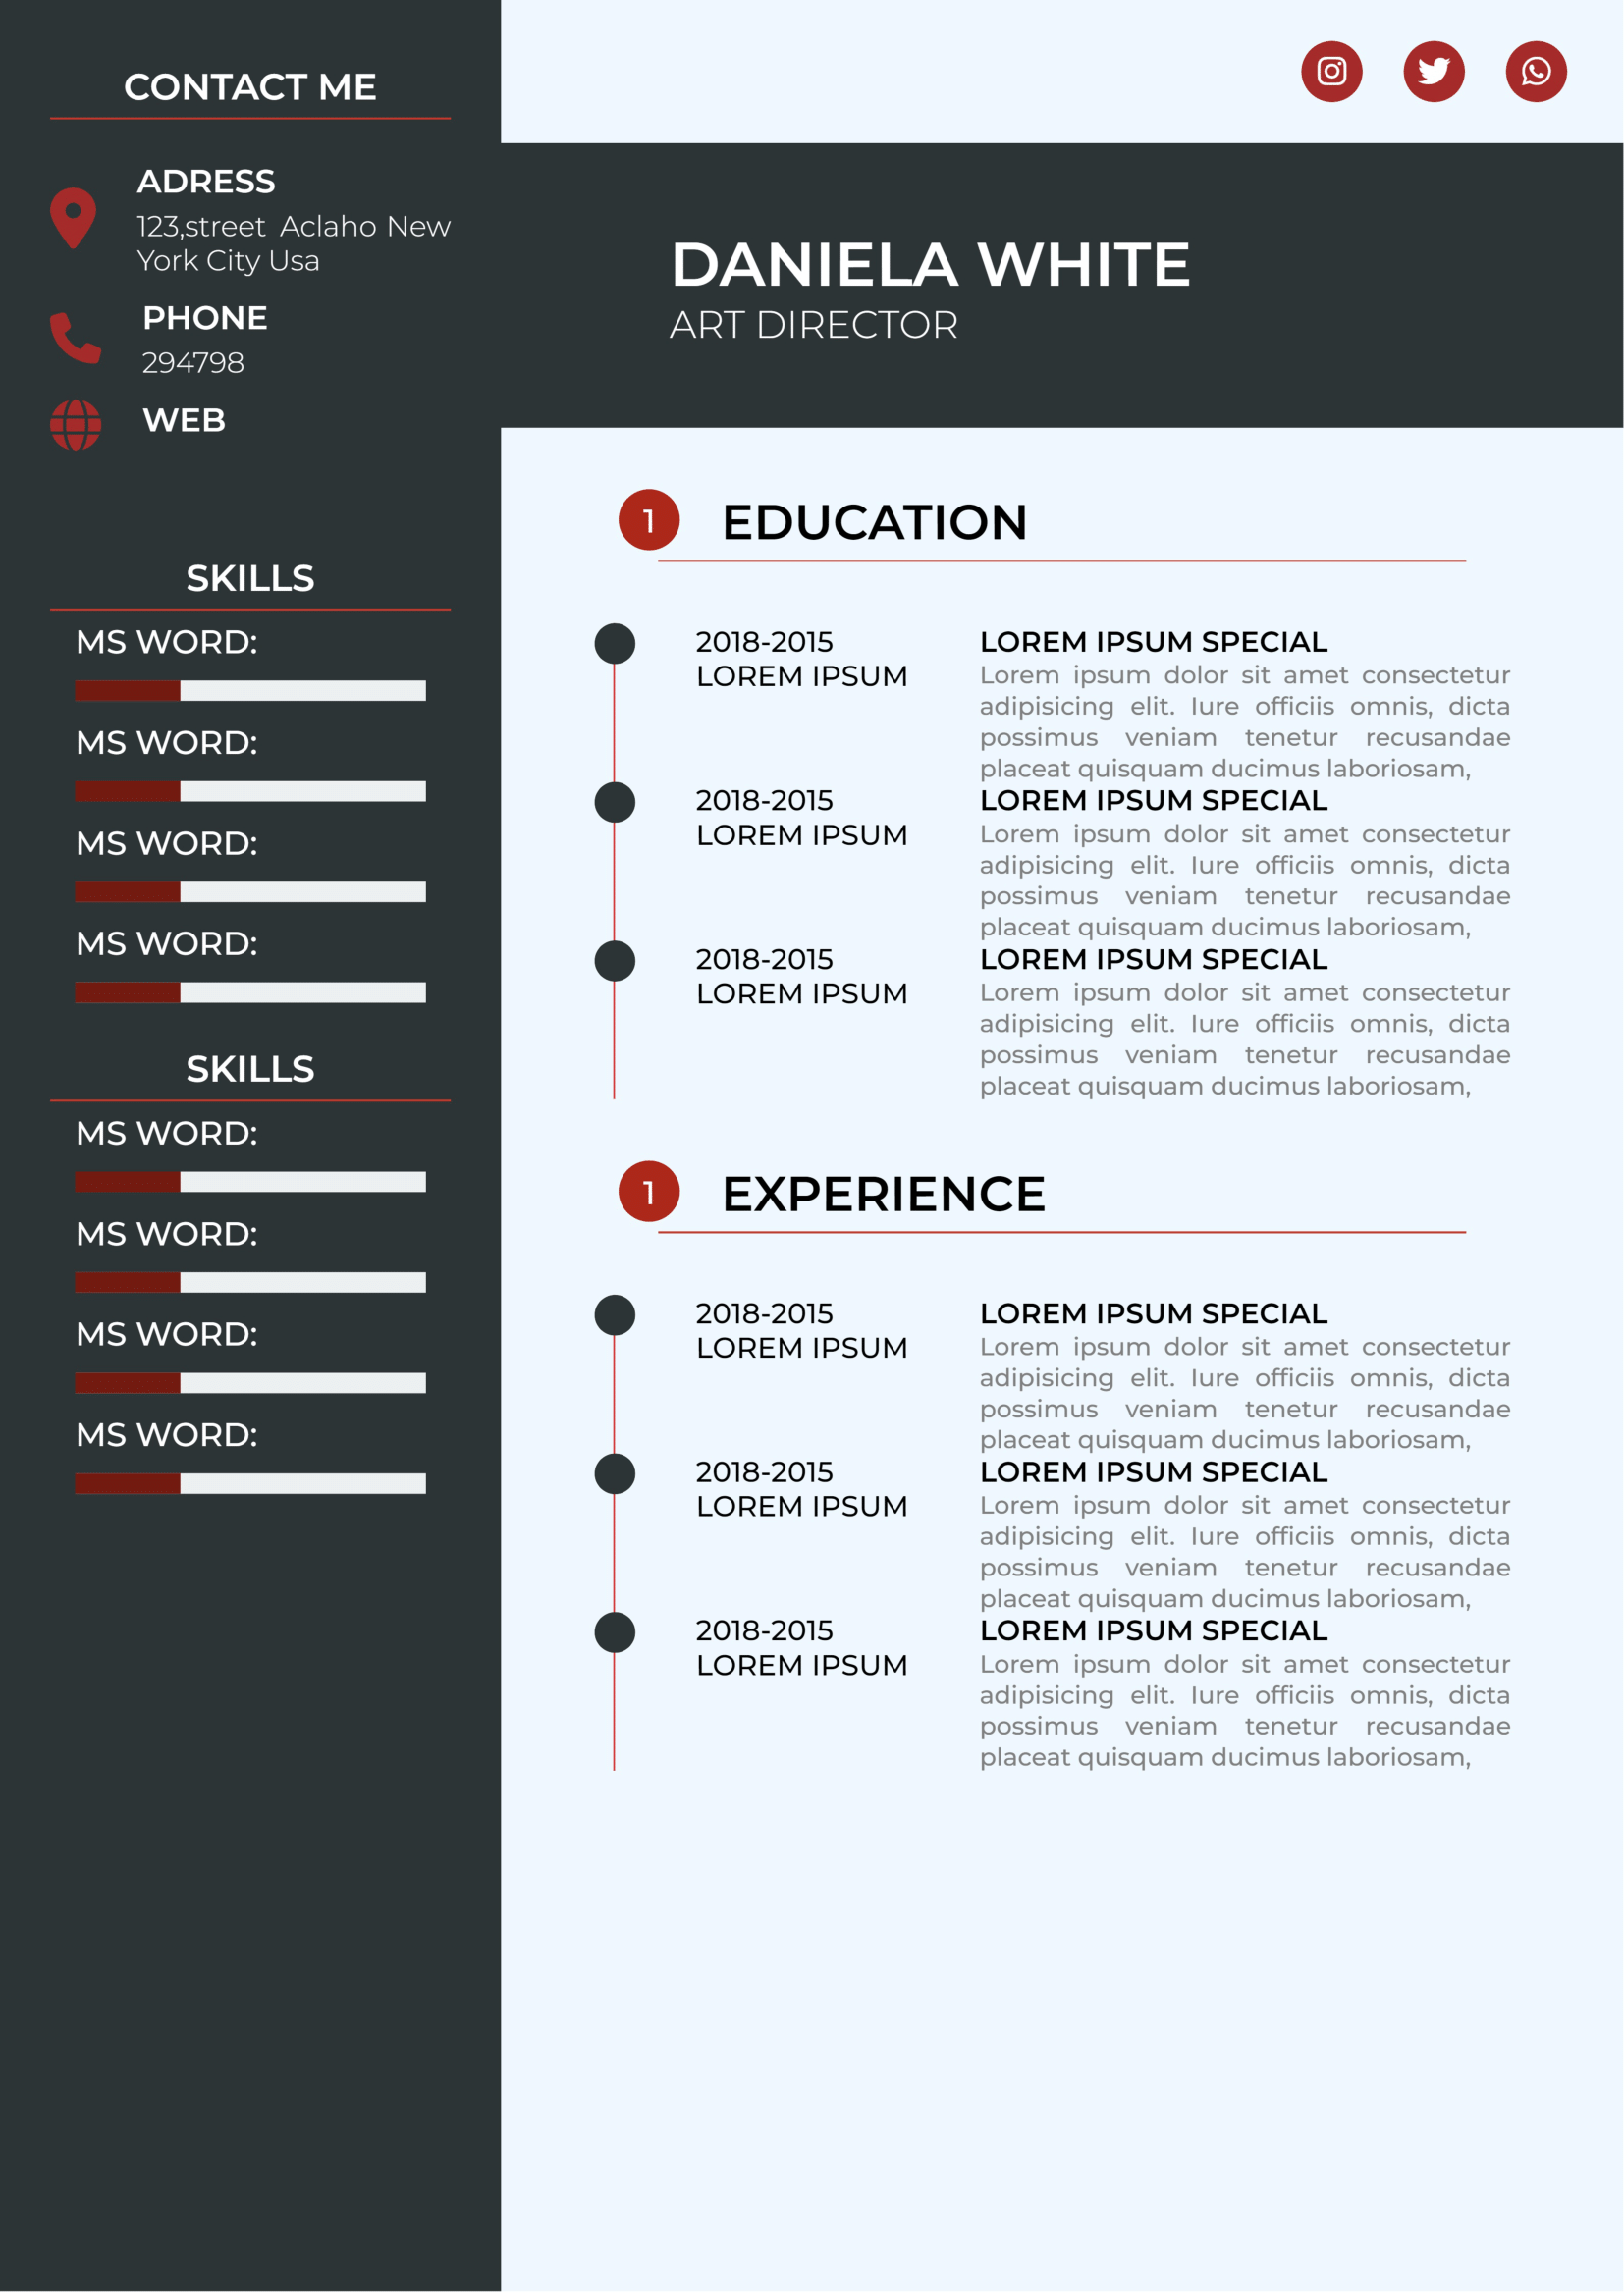 CONTACT ME
ADRESS
123,street Aclaho New
York City Usa
PHONE
294798
WEB
SKILLS
MS WORD:
MS WORD:
MS WORD:
MS WORD:
SKILLS
MS WORD:
MS WORD:
MS WORD:
MS WORD:
DANIELA WHITE
ART DIRECTOR
1 EDUCATION
2018-2015
LOREM IPSUM
LOREM IPSUM SPECIAL
Lorem ipsum dolor sit amet consectetur
adipisicing elit. Iure officiis omnis, dicta
possimus veniam tenetur recusandae
placeat quisquam ducimus laboriosam,
2018-2015
LOREM IPSUM
LOREM IPSUM SPECIAL
Lorem ipsum dolor sit amet consectetur
adipisicing elit. Iure officiis omnis, dicta
possimus veniam tenetur recusandae
placeat quisquam ducimus laboriosam,
2018-2015
LOREM IPSUM
LOREM IPSUM SPECIAL
Lorem ipsum dolor sit amet consectetur
adipisicing elit. Iure officiis omnis, dicta
possimus veniam tenetur recusandae
placeat quisquam ducimus laboriosam,
1 EXPERIENCE
2018-2015
LOREM IPSUM
LOREM IPSUM SPECIAL
Lorem ipsum dolor sit amet consectetur
adipisicing elit. Iure officiis omnis, dicta
possimus veniam tenetur recusandae
placeat quisquam ducimus laboriosam,
2018-2015
LOREM IPSUM
LOREM IPSUM SPECIAL
Lorem ipsum dolor sit amet consectetur
adipisicing elit. Iure officiis omnis, dicta
possimus veniam tenetur recusandae
placeat quisquam ducimus laboriosam,
2018-2015
LOREM IPSUM
LOREM IPSUM SPECIAL
Lorem ipsum dolor sit amet consectetur
adipisicing elit. Iure officiis omnis, dicta
possimus veniam tenetur recusandae
placeat quisquam ducimus laboriosam,